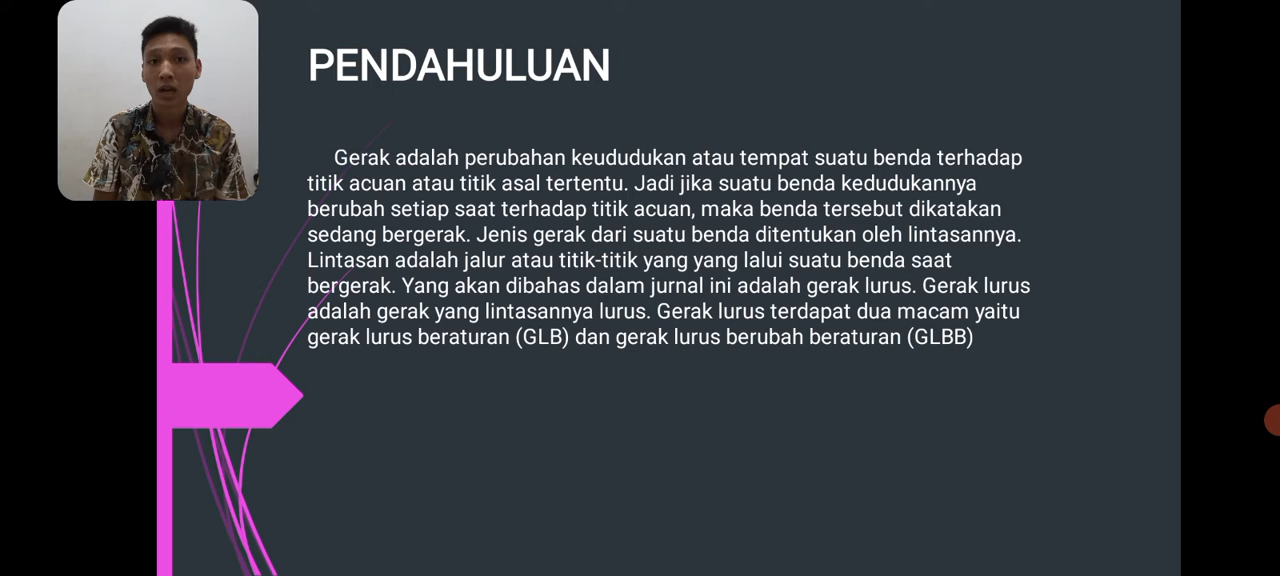 PENDAHULUAN
Gerak adalah perubahan keududukan atau tempat suatu benda terhadap
titik acuan atau titik asal tertentu. Jadi jika suatu benda kedudukannya
berubah setiap saat terhadap titik acuan, maka benda tersebut dikatakan
sedang bergerak. Jenis gerak dari suatu benda ditentukan oleh lintasannya.
Lintasan adalah jalur atau titik-titik yang yang lalui suatu benda saat
bergerak. Yang akan dibahas dalam jurnal ini adalah gerak lurus. Gerak lurus
adalah gerak yang lintasannya lurus. Gerak lurus terdapat dua macam yaitu
gerak lurus beraturan (GLB) dan gerak lurus berubah beraturan (GLBB)